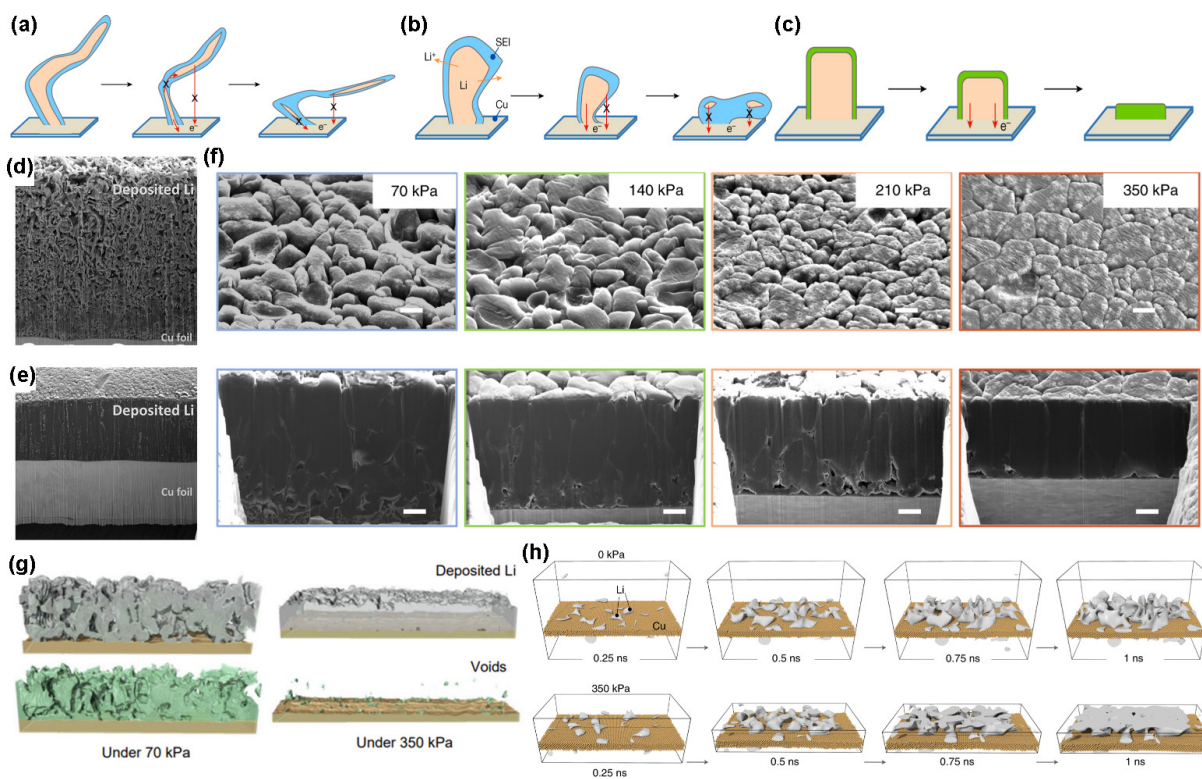 (a)
(b)
(c)
e⁻
e⁻
Li⁺
SEI
Li
Cu
e⁻
e⁻
e⁻
(d)
Deposited Li
Cu foil
(e)
Deposited Li
Cu foil
(f)
70 kPa
140 kPa
210 kPa
350 kPa
(g)
Deposited Li
Voids
Under 70 kPa
Under 350 kPa
(h)
0 kPa
Li
Cu
0.25 ns
0.5 ns
0.75 ns
1 ns
350 kPa
0.25 ns
0.5 ns
0.75 ns
1 ns